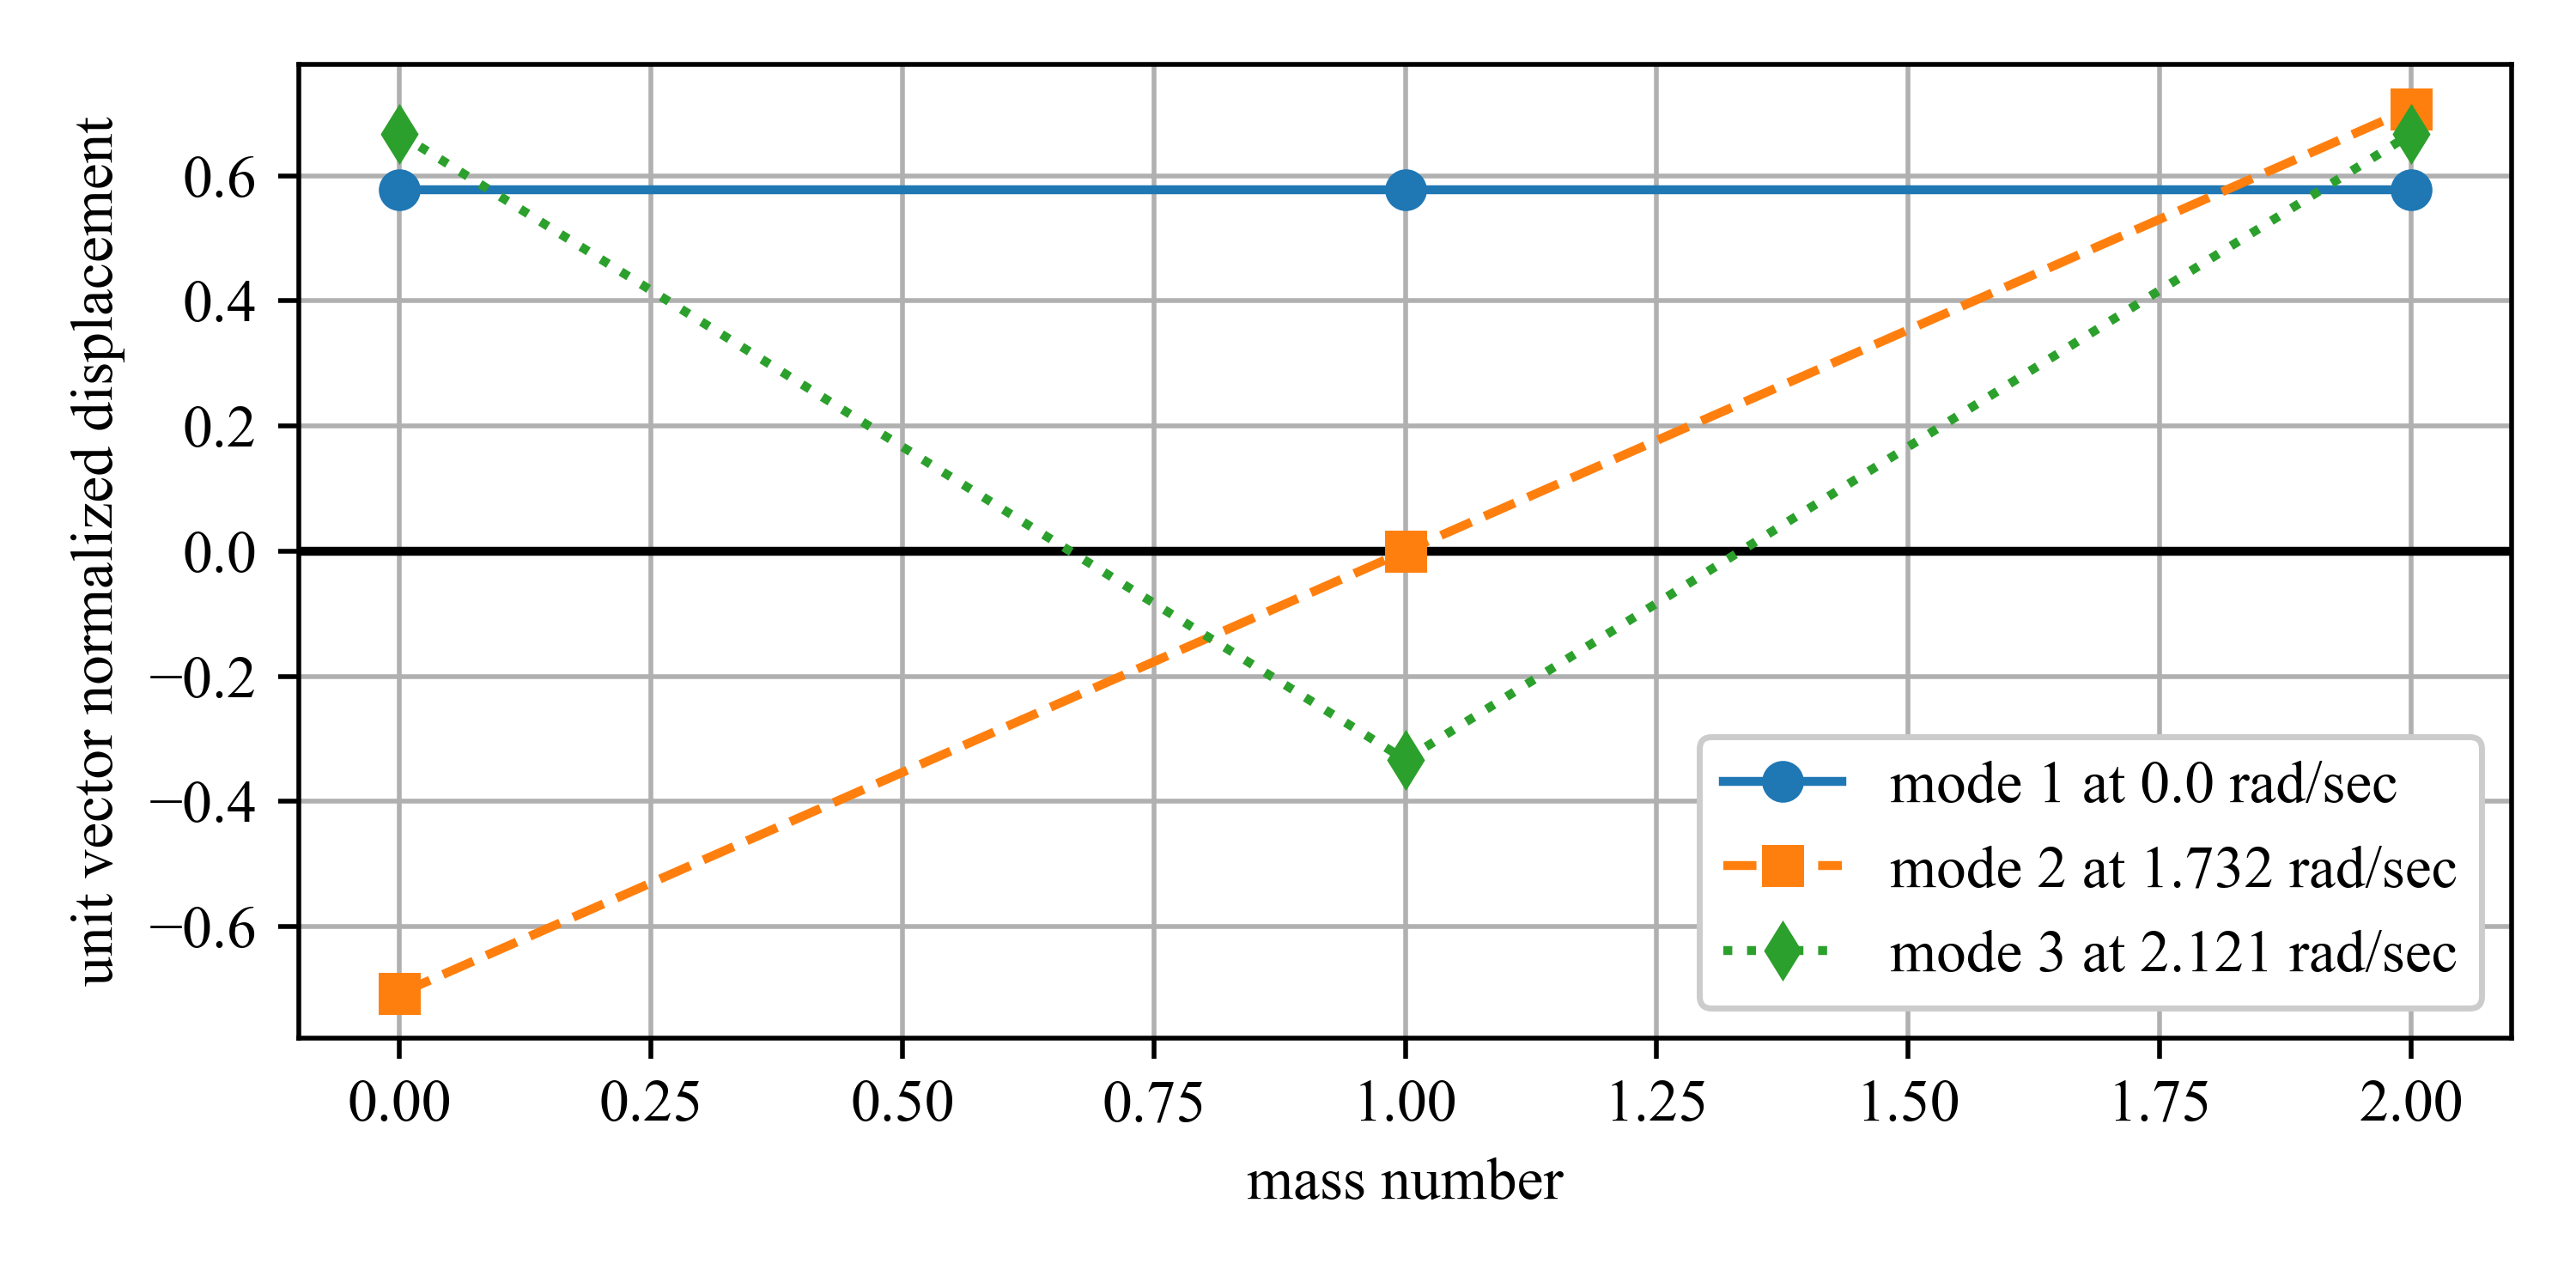 unit vector normalized displacement
0.6
0.4
0.2
0.0
−0.2
−0.4
−0.6
mode 1 at 0.0 rad/sec
mode 2 at 1.732 rad/sec
mode 3 at 2.121 rad/sec
0.00 0.25 0.50 0.75 1.00 1.25 1.50 1.75 2.00
mass number